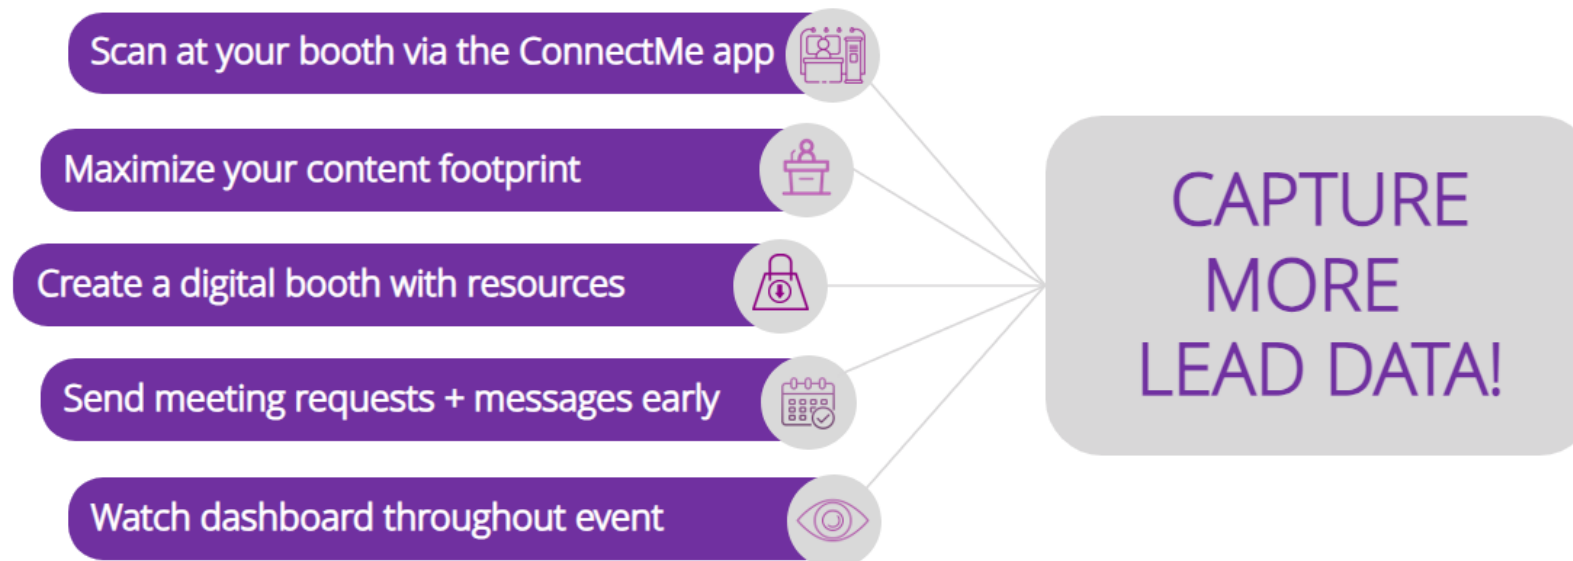 Scan at your booth via the ConnectMe app
Maximize your content footprint
Create a digital booth with resources
Send meeting requests + messages early
Watch dashboard throughout event
CAPTURE
MORE
LEAD DATA!